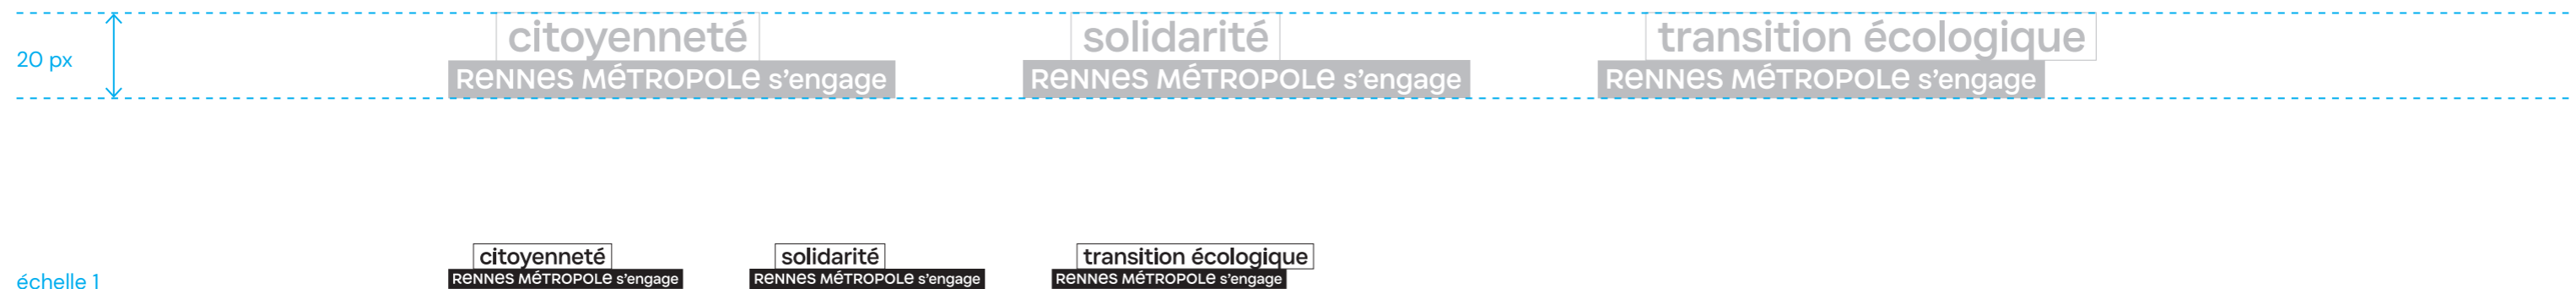 20 px
citoyenneté
ReNNeS MéTROPOLe s’engage
solidarité
ReNNeS MéTROPOLe s’engage
transition écologique
ReNNeS MéTROPOLe s’engage
échelle 1
citoyenneté
ReNNeS MéTROPOLe s’engage
solidarité
ReNNeS MéTROPOLe s’engage
transition écologique
ReNNeS MéTROPOLe s’engage